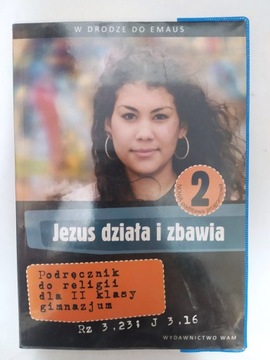 W DRODZE DO EMAUS
2
Jezus działa i zbawia
Podręcznik
do religii
dla II klasy
gimnazjum
Rz 3,23; J 3,16
WYDAWNICTWO WAM